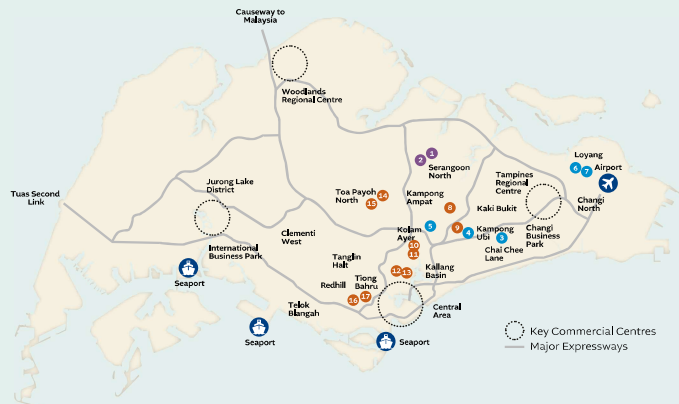 Causeway to
Malaysia
Woodlands
Regional Centre
1
2
Serangoon
North
Loyang
6
7
Airport
Tampines
Regional
Centre
Jurong Lake
District
Toa Payoh
North
14
15
Kampong
Ampat
Tuas Second
Link
8
Kaki Bukit
Changi
North
Clementi
West
Kolam
Ayer
5
9
4
Kampong
Ubi
3
Changi
Business
Park
International
Business Park
10
11
Chai Chee
Lane
Tanglin
Halt
12
13
Kallang
Basin
Seaport
Redhill
Tiong
Bahru
16
17
Telok
Blangah
Central
Area
Seaport
Seaport
Key Commercial Centres
Major Expressways